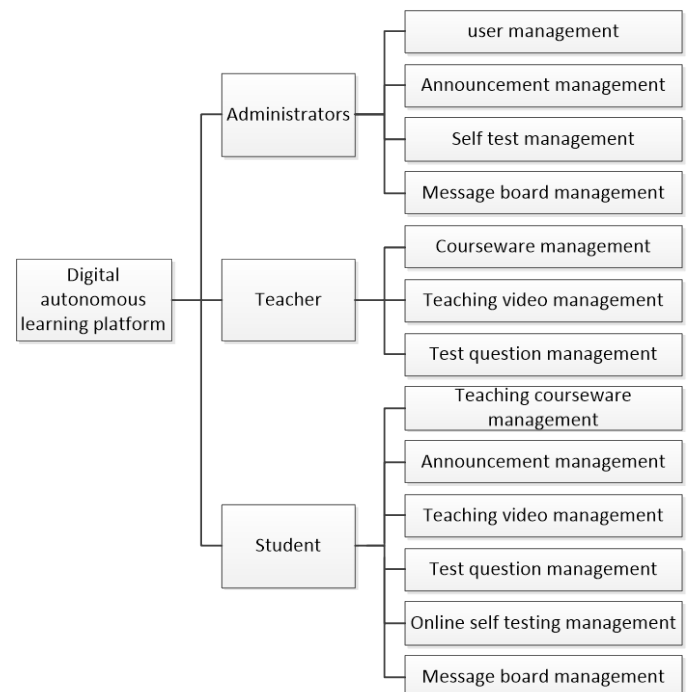 Digital
autonomous
learning platform
Administrators
user management
Announcement management
Self test management
Message board management
Teacher
Courseware management
Teaching video management
Test question management
Student
Teaching courseware
management
Announcement management
Teaching video management
Test question management
Online self testing management
Message board management